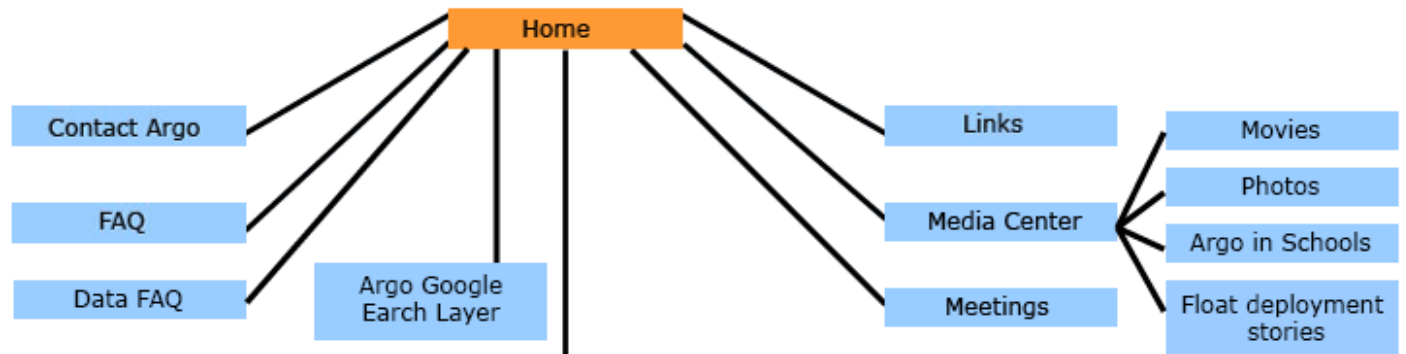 Home
Contact Argo
Links
Movies
Photos
FAQ
Media Center
Argo in Schools
Data FAQ
Argo Google
Earch Layer
Meetings
Float deployment
stories